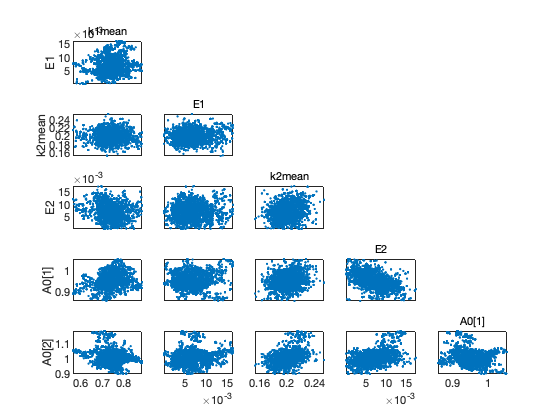 ×10⁻³
k1mean
15
10
5
E1
E1
0.24
0.22
0.2
0.18
0.16
k2mean
k2mean
×10⁻³
15
10
5
E2
E2
1
0.9
A0[1]
A0[1]
1.1
1
0.9
A0[2]
0.6 0.7 0.8
5 10 15
0.16 0.2 0.24
5 10 15
0.9 1
×10⁻³
×10⁻³